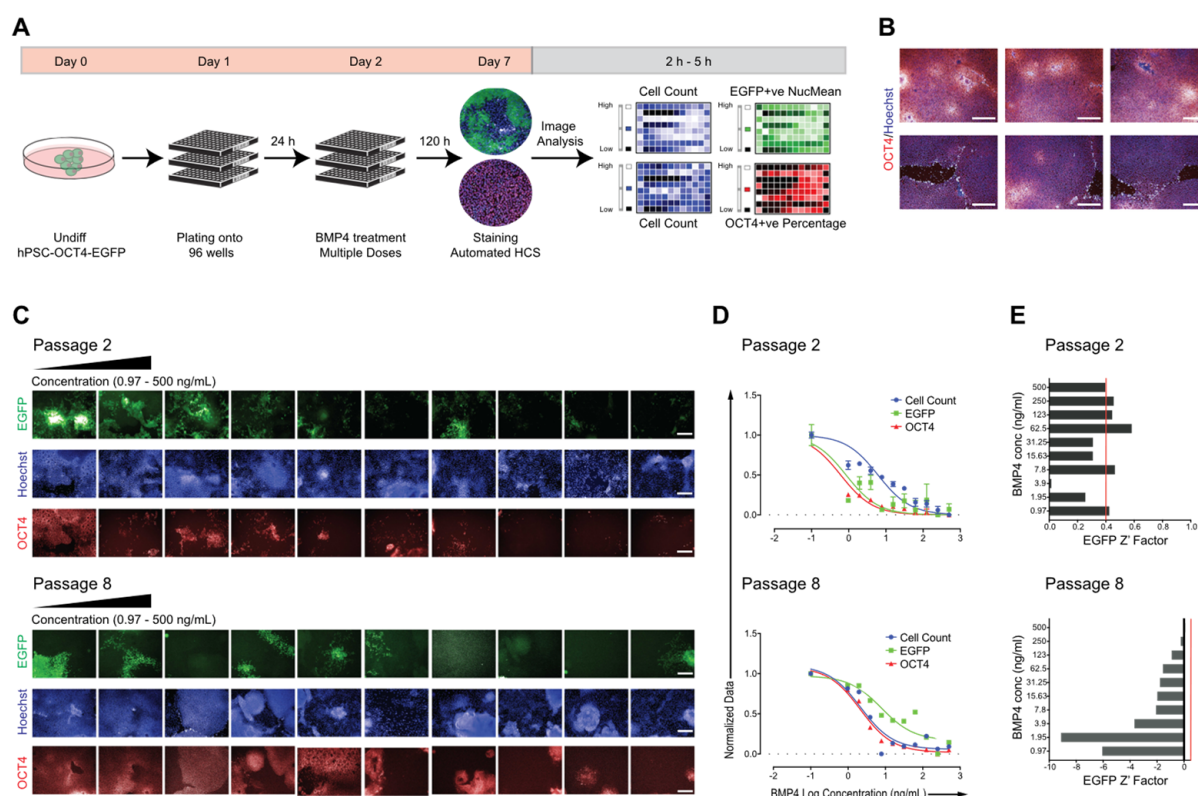 A
Day 0 Day 1 Day 2 Day 7 2 h - 5 h
Cell Count EGFP+ve NucMean
High High
Low Low
24 h 120 h Image
Analysis
High High
Low Low
Cell Count OCT4+ve Percentage
Undiff
hPSC-OCT4-EGFP
Plating onto
96 wells
BMP4 treatment
Multiple Doses
Staining
Automated HCS
B
OCT4/Hoechst
C
Passage 2
Concentration (0.97 - 500 ng/mL)
EGFP
Hoechst
OCT4
Passage 8
Concentration (0.97 - 500 ng/mL)
EGFP
Hoechst
OCT4
D
Passage 2
Cell Count
EGFP
OCT4
1.5
1.0
0.5
0.0
-2 -1 0 1 2 3
Passage 8
Cell Count
EGFP
OCT4
1.5
1.0
0.5
0.0
-2 -1 0 1 2 3
Normalized Data
BMP4 Log Concentration (ng/mL)
E
Passage 2
BMP4 conc (ng/ml)
500
250
123
62.5
31.25
15.63
7.8
3.9
1.95
0.97
0.0 0.2 0.4 0.6 0.8 1.0
EGFP Z' Factor
Passage 8
BMP4 conc (ng/ml)
500
250
123
62.5
31.25
15.63
7.8
3.9
1.95
0.97
-10 -8 -6 -4 -2 0
EGFP Z' Factor